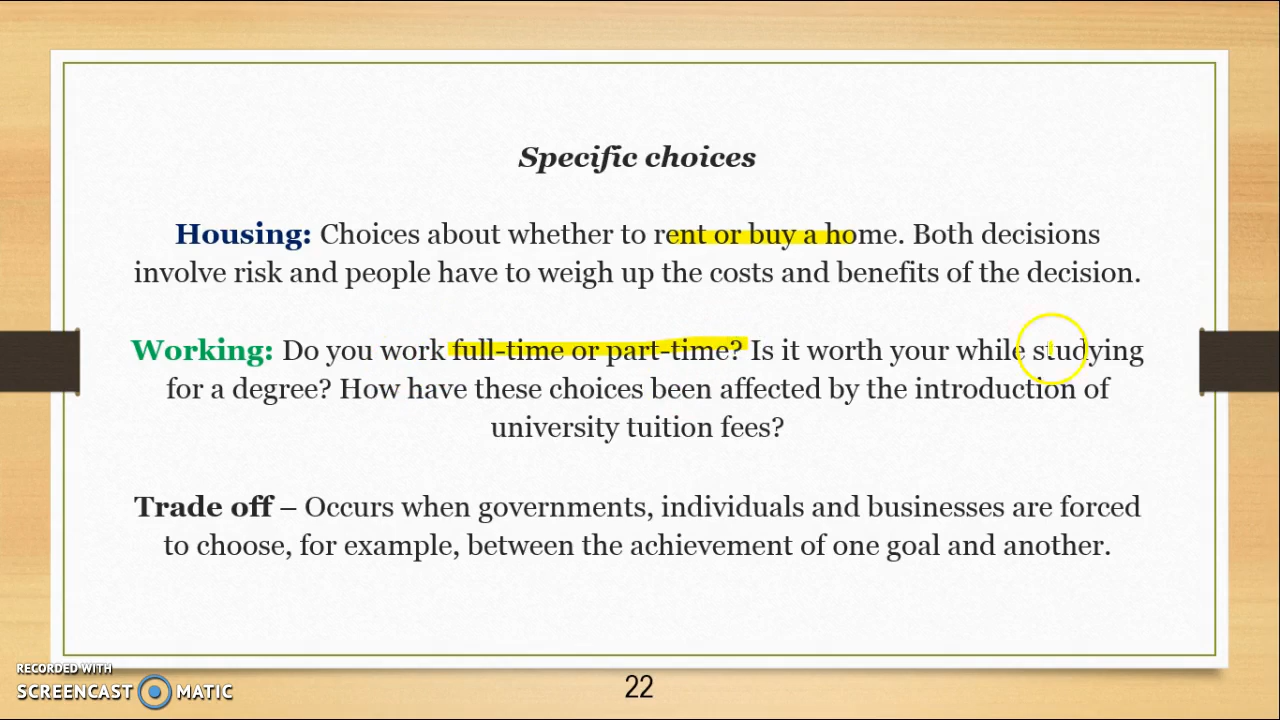 Specific choices
Housing: Choices about whether to rent or buy a home. Both decisions
involve risk and people have to weigh up the costs and benefits of the decision.
Working: Do you work full-time or part-time? Is it worth your while studying
for a degree? How have these choices been affected by the introduction of
university tuition fees?
Trade off – Occurs when governments, individuals and businesses are forced
to choose, for example, between the achievement of one goal and another.
RECORDED WITH
SCREENCAST MATIC
22